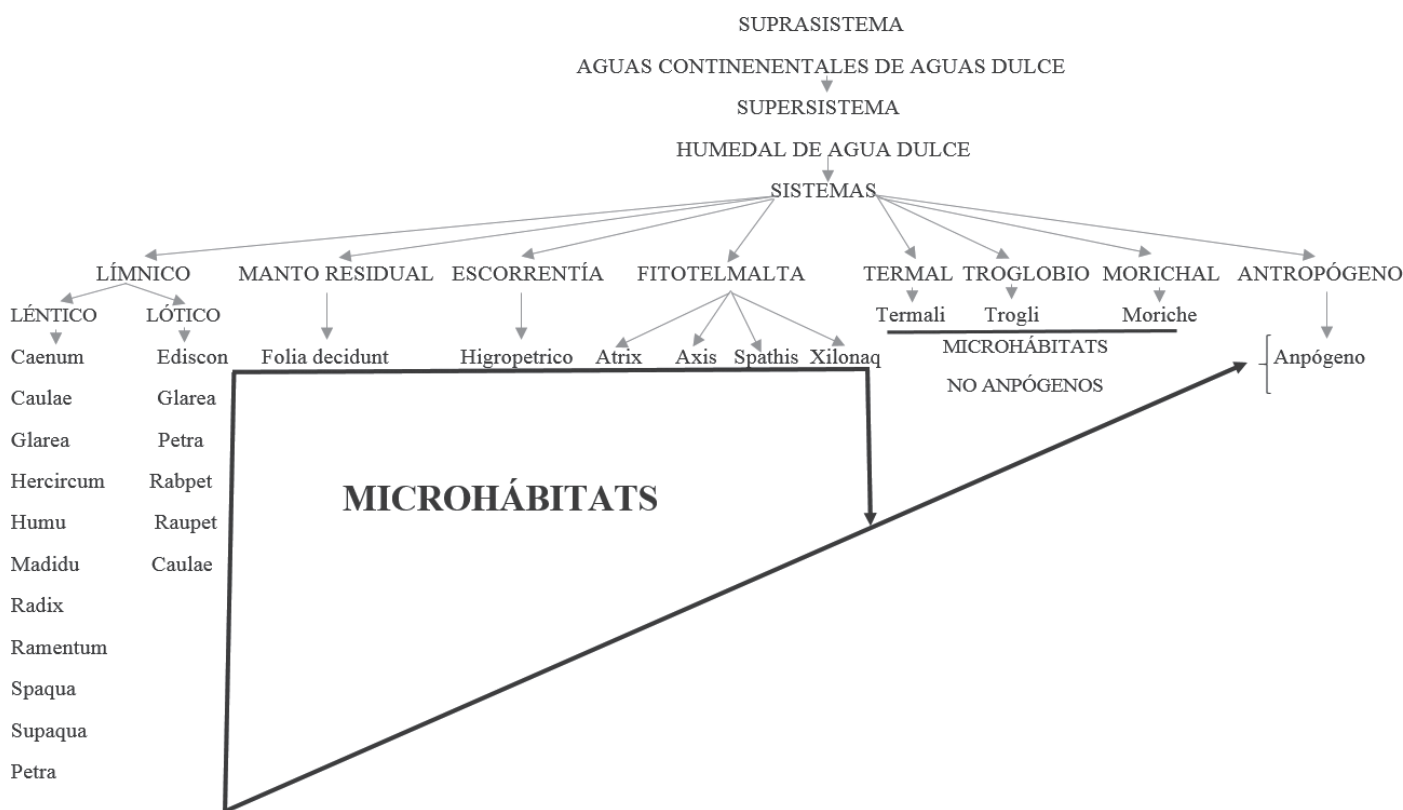 SUPRASISTEMA
AGUAS CONTINENENTALES DE AGUAS DULCE
SUPERSISTEMA
HUMEDAL DE AGUA DULCE
SISTEMAS
LÍMNICO MANTO RESIDUAL ESCORRENTÍA FITOTELMALTA TERMAL TROGLOBIO MORICHAL ANTROPÓGENO
LÉNTICO LÓTICO Termali Trogli Moriche
Caenum Ediscon Folia decidunt Higropetrico Atrix Axis Spathis Xilonaq MICROHÁBITATS Anpógeno
NO ANPÓGENOS
Caulae Glarea
Glarea Petra
Hercircum Rabpet
MICROHÁBITATS
Humu Raupet
Madidu Caulae
Radix
Ramentum
Spaqua
Supaqua
Petra